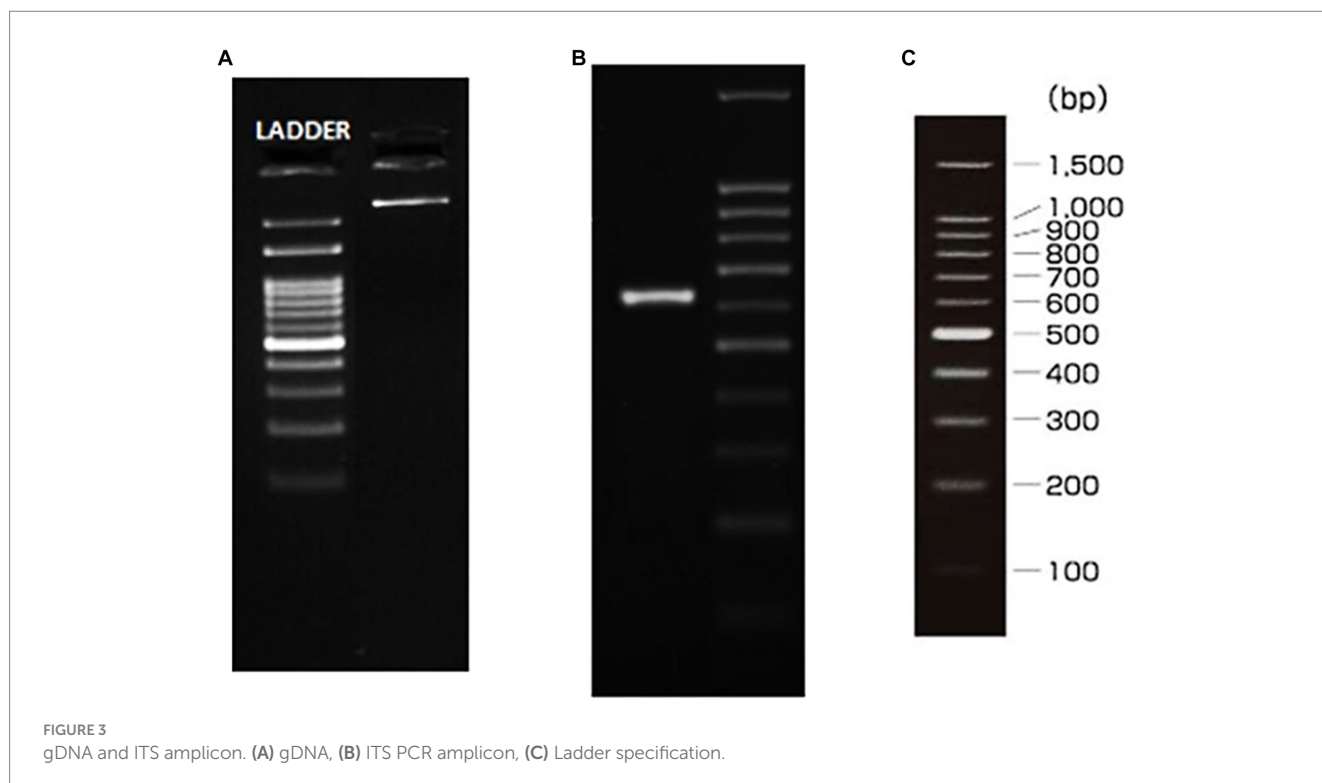 A
B
C
LADDER
(bp)
1,500
1,000
900
800
700
600
500
400
300
200
100
FIGURE 3
gDNA and ITS amplicon. (A) gDNA, (B) ITS PCR amplicon, (C) Ladder specification.